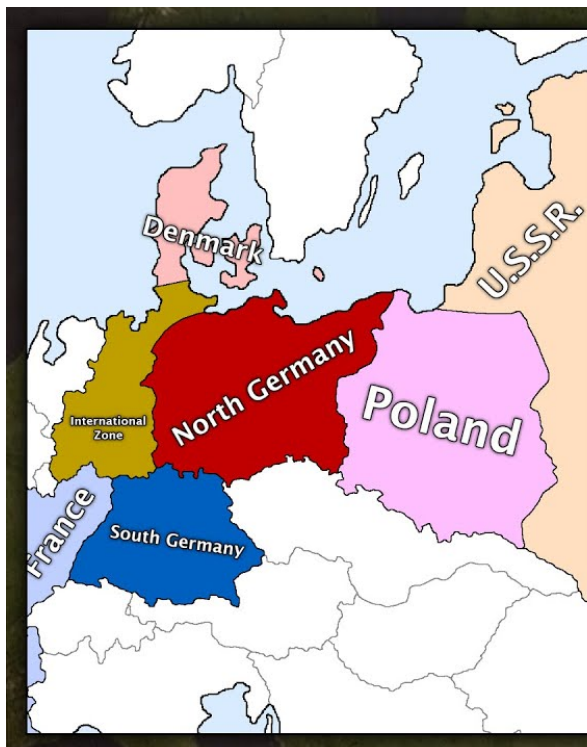 Denmark
U.S.S.R.
North Germany
Poland
International
Zone
France
South Germany